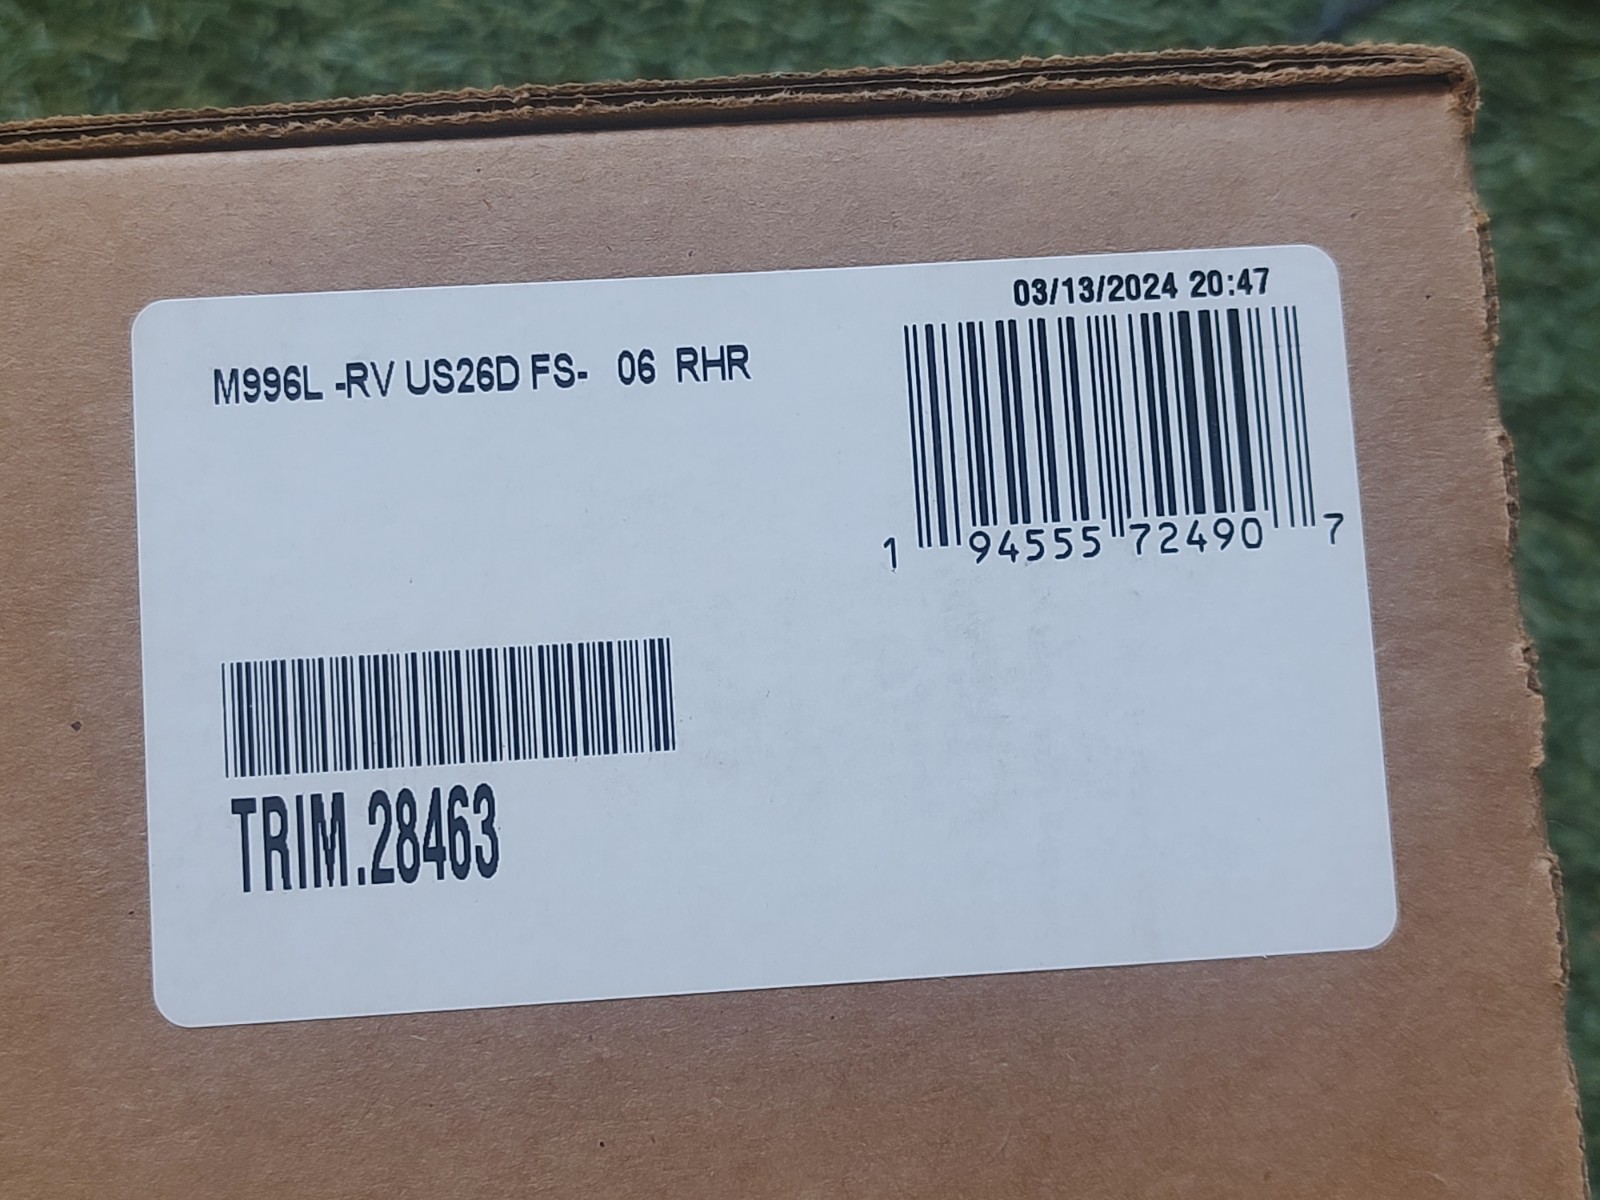 03/13/2024 20:47
M996L -RV US26D FS-  06 RHR
1 94555 72490 7
TRIM.28463